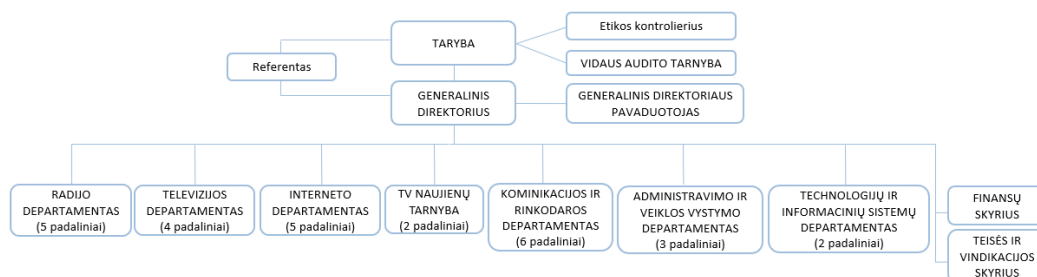 Etikos kontrolierius
TARYBA
Referentas
VIDAUS AUDITO TARNYBA
GENERALINIS
DIREKTORIUS
GENERALINIS DIREKTORIAUS
PAVADUOTOJAS
RADIJO
DEPARTAMENTAS
(5 padaliniai)
TELEVIZIJOS
DEPARTAMENTAS
(4 padaliniai)
INTERNETO
DEPARTAMENTAS
(5 padaliniai)
TV NAUJIENŲ
TARNYBA
(2 padaliniai)
KOMINIKACIJOS IR
RINKODAROS
DEPARTAMENTAS
(6 padaliniai)
ADMINISTRAVIMO IR
VEIKLOS VYSTYMO
DEPARTAMENTAS
(3 padaliniai)
TECHNOLOGIJŲ IR
INFORMACINIŲ SISTEMŲ
DEPARTAMENTAS
(2 padaliniai)
FINANSŲ
SKYRIUS
TEISĖS IR
VINDIKACIJOS
SKYRIUS